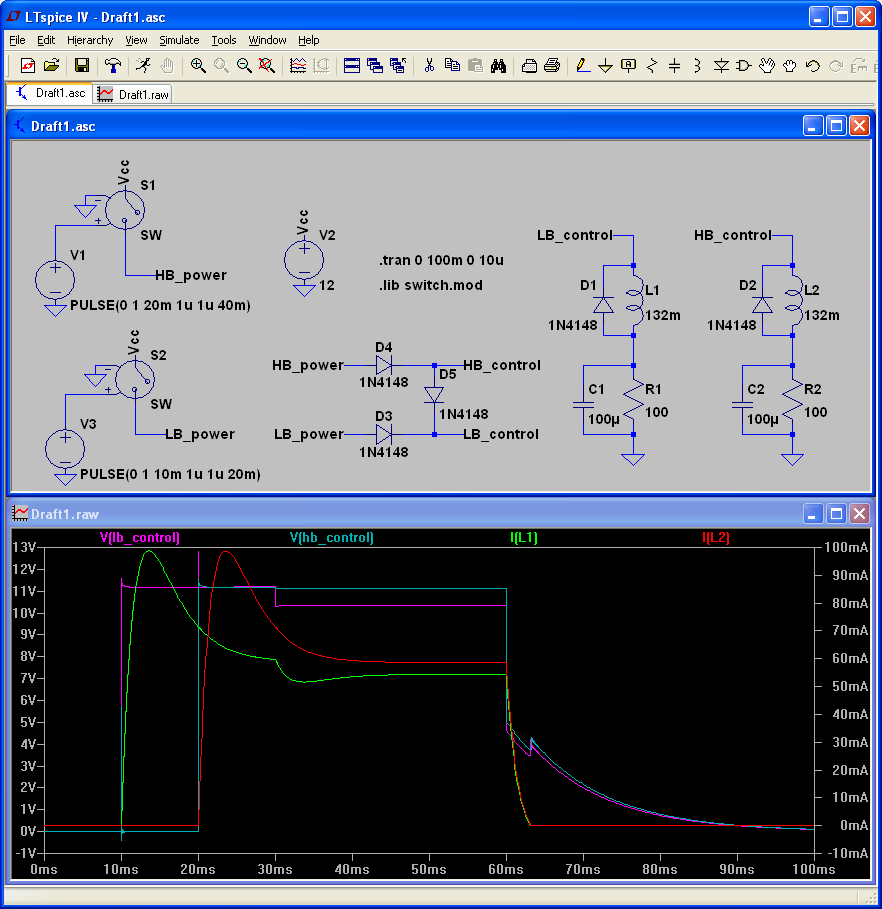 LTspice IV - Draft1.asc
File Edit Hierarchy View Simulate Tools Window Help
Draft1.asc Draft1.raw
Draft1.asc
Vcc
S1
SW
V1
HB_power
PULSE(0 1 20m 1u 1u 40m)
Vcc
V2
12
.tran 0 100m 0 10u
.lib switch.mod
LB_control
D1
1N4148
L1
132m
C1
100µ
R1
100
HB_control
D2
1N4148
L2
132m
C2
100µ
R2
100
Vcc
S2
SW
V3
LB_power
PULSE(0 1 10m 1u 1u 20m)
HB_power
D4
1N4148
HB_control
D5
1N4148
LB_power
D3
1N4148
LB_control
Draft1.raw
V(lb_control) V(hb_control) I(L1) I(L2)
13V 100mA
12V
11V 90mA
10V 80mA
9V 70mA
8V 60mA
7V 50mA
6V
5V 40mA
4V 30mA
3V 20mA
2V
1V 10mA
0V 0mA
-1V -10mA
0ms 10ms 20ms 30ms 40ms 50ms 60ms 70ms 80ms 90ms 100ms